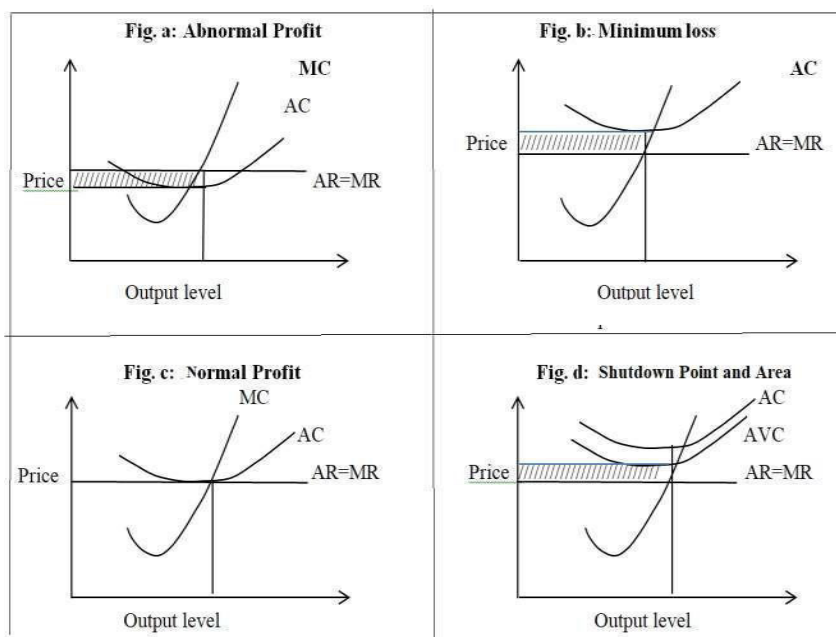 Fig. a: Abnormal Profit
MC
AC
Price
AR=MR
Output level
Fig. b: Minimum loss
AC
AR=MR
Price
Output level
Fig. c: Normal Profit
MC
AC
Price
AR=MR
Output level
Fig. d: Shutdown Point and Area
AC
AVC
Price
AR=MR
Output level